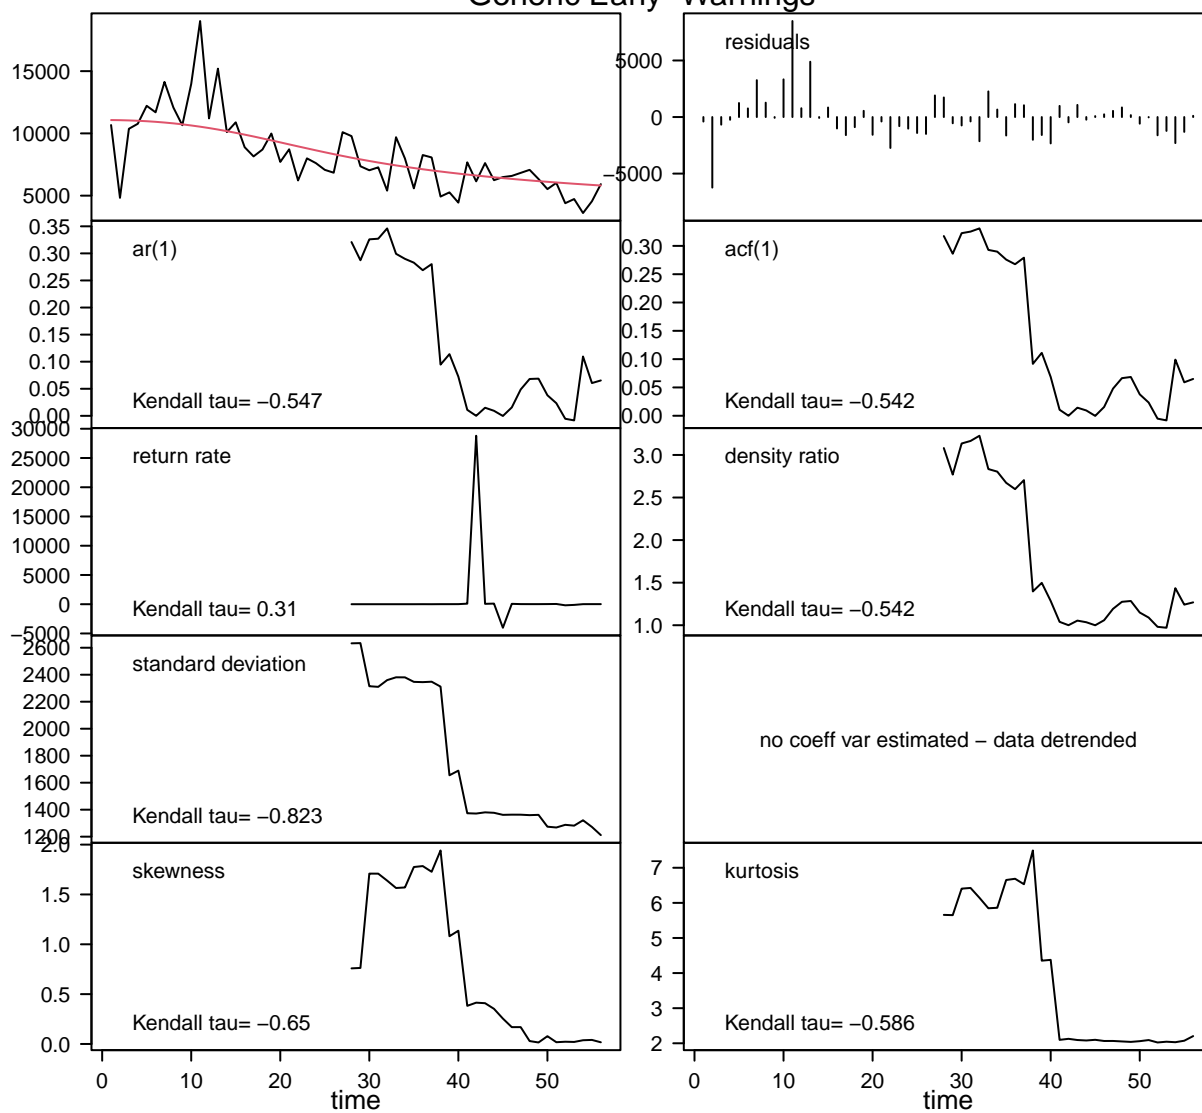 Generic Early-Warnings
15000
10000
5000
residuals
5000
0
−5000
0.35
0.30
0.25
0.20
0.15
0.10
0.05
0.00
ar(1)
Kendall tau= −0.547
0.30
0.25
0.20
0.15
0.10
0.05
0.00
acf(1)
Kendall tau= −0.542
30000
25000
20000
15000
10000
5000
0
−5000
return rate
Kendall tau= 0.31
3.0
2.5
2.0
1.5
1.0
density ratio
Kendall tau= −0.542
2600
2400
2200
2000
1800
1600
1400
1200
standard deviation
Kendall tau= −0.823
no coeff var estimated − data detrended
2.0
1.5
1.0
0.5
0.0
skewness
Kendall tau= −0.65
7
6
5
4
3
2
kurtosis
Kendall tau= −0.586
0 10 20 30 40 50
time
0 10 20 30 40 50
time